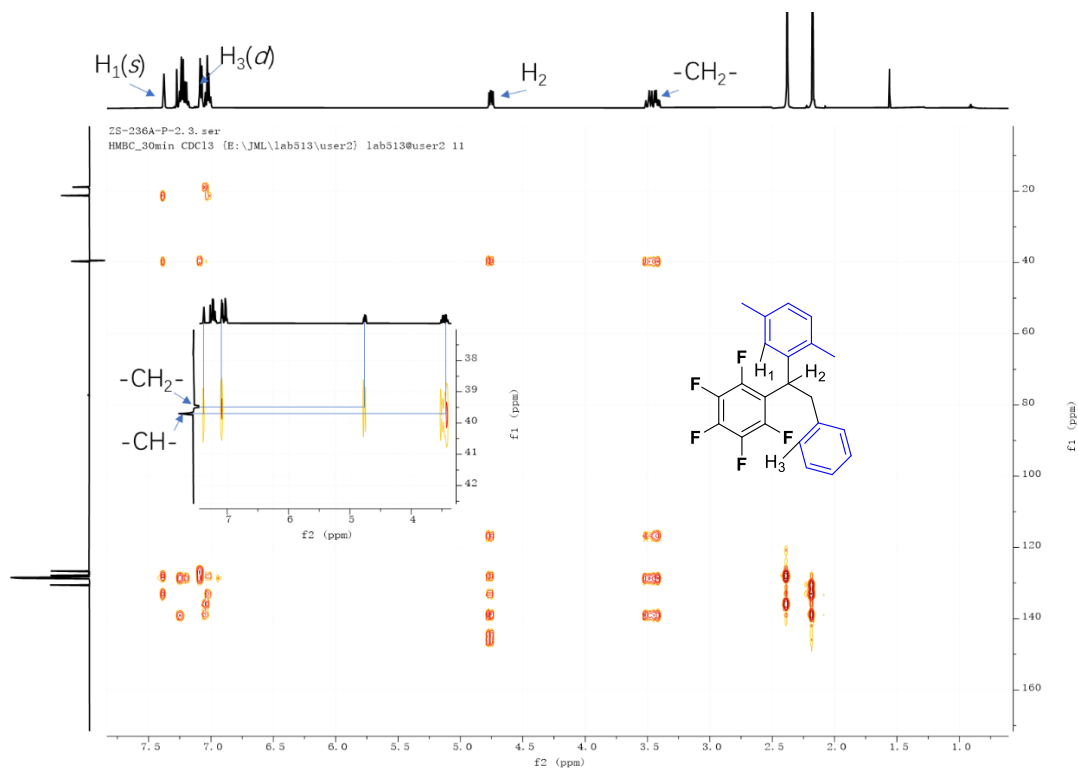 H1(s)
H3(d)
H2
-CH2-
ZS-236A-P-2.3.ser
HMBC_30min CDCl3 {E:\JML\lab513\user2} lab513@user2 11
20
40
60
80
100
120
140
160
f1 (ppm)
-CH2-
-CH-
38
39
40
41
42
f1 (ppm)
7
6
5
4
f2 (ppm)
H1
H2
F
F
F
F
F
H3
7.5
7.0
6.5
6.0
5.5
5.0
4.5
4.0
3.5
3.0
2.5
2.0
1.5
1.0
f2 (ppm)